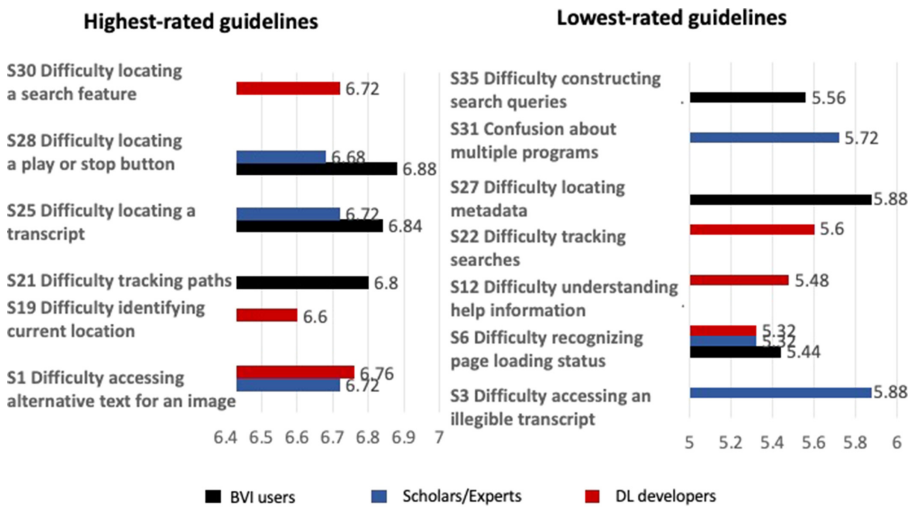 Highest-rated guidelines
S30 Difficulty locating
a search feature
6.72
S28 Difficulty locating
a play or stop button
6.68
6.88
S25 Difficulty locating a
transcript
6.72
6.84
S21 Difficulty tracking paths
6.8
S19 Difficulty identifying
current location
6.6
S1 Difficulty accessing
alternative text for an image
6.76
6.72
6.4 6.5 6.6 6.7 6.8 6.9 7
Lowest-rated guidelines
S35 Difficulty constructing
search queries
5.56
S31 Confusion about
multiple programs
5.72
S27 Difficulty locating
metadata
5.88
S22 Difficulty tracking
searches
5.6
S12 Difficulty understanding
help information
5.48
S6 Difficulty recognizing
page loading status
5.32
5.32
5.44
S3 Difficulty accessing an
illegible transcript
5.88
5 5.2 5.4 5.6 5.8 6
BVI users Scholars/Experts DL developers